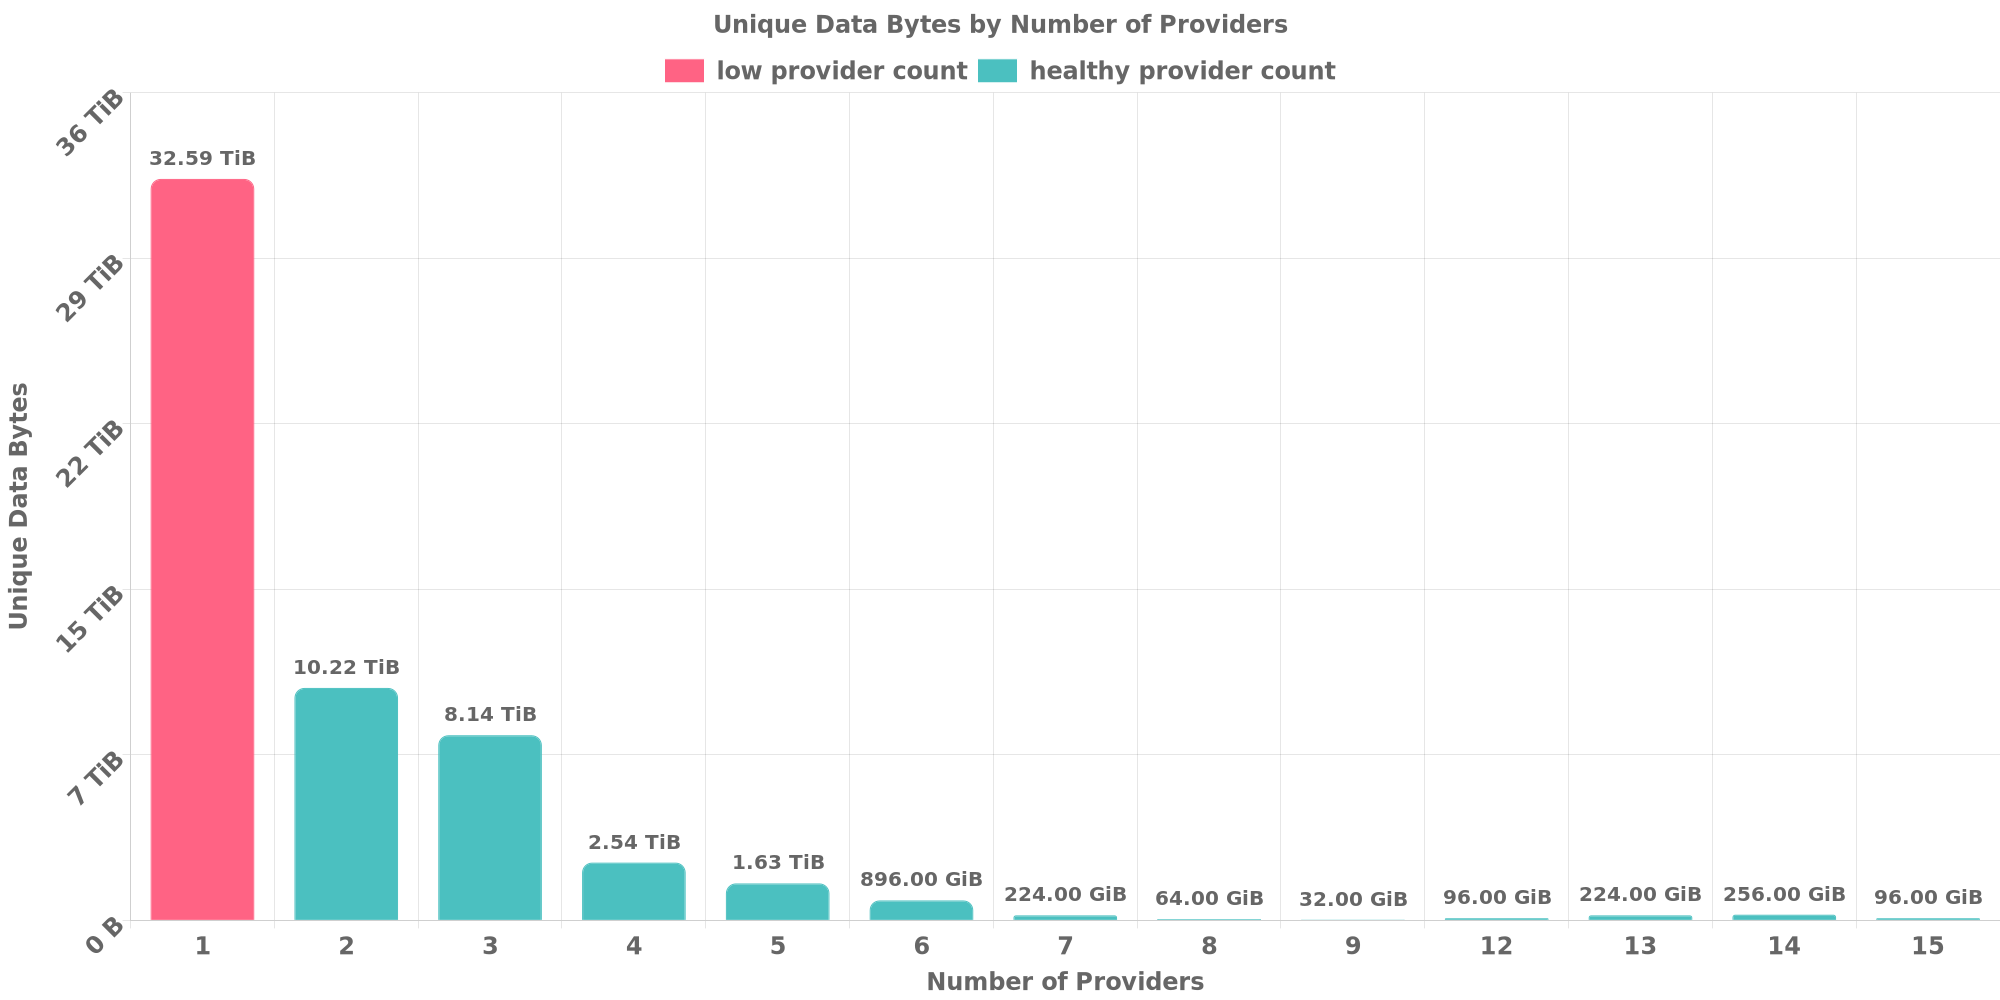 Unique Data Bytes by Number of Providers
low provider count healthy provider count
36 TiB
29 TiB
22 TiB
15 TiB
7 TiB
0 B
Unique Data Bytes
32.59 TiB
10.22 TiB
8.14 TiB
2.54 TiB
1.63 TiB
896.00 GiB
224.00 GiB
64.00 GiB
32.00 GiB
96.00 GiB
224.00 GiB
256.00 GiB
96.00 GiB
1 2 3 4 5 6 7 8 9 12 13 14 15
Number of Providers